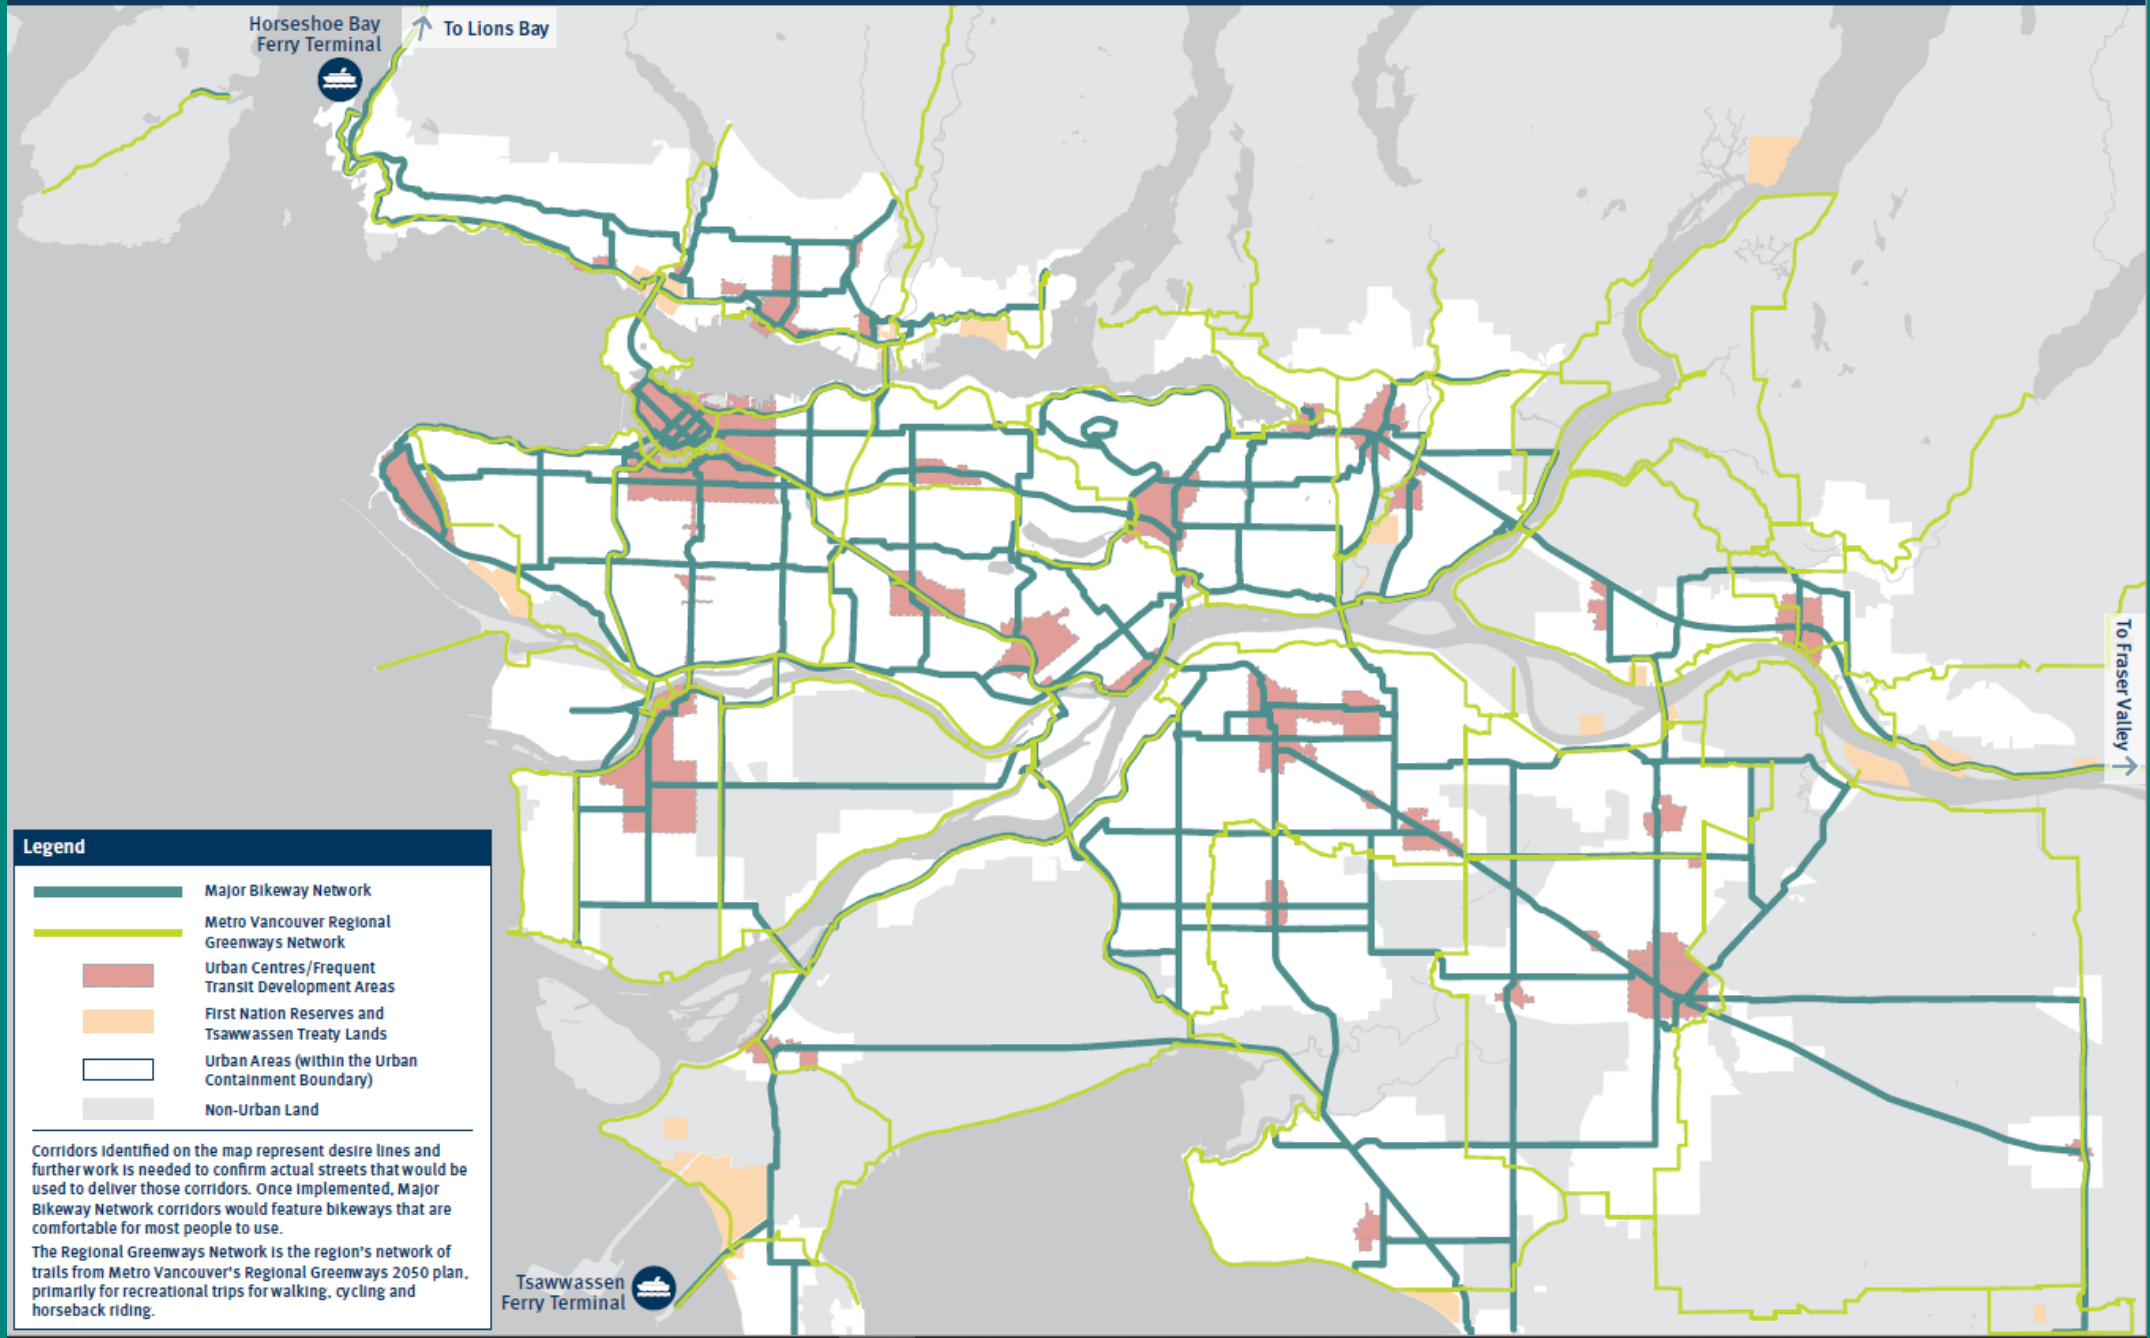 Horseshoe Bay
Ferry Terminal
To Lions Bay
To Fraser Valley
Legend
Major Bikeway Network
Metro Vancouver Regional
Greenways Network
Urban Centres/Frequent
Transit Development Areas
First Nation Reserves and
Tsawwassen Treaty Lands
Urban Areas (within the Urban
Containment Boundary)
Non-Urban Land
Corridors identified on the map represent desire lines and
further work is needed to confirm actual streets that would be
used to deliver those corridors. Once implemented, Major
Bikeway Network corridors would feature bikeways that are
comfortable for most people to use.
The Regional Greenways Network is the region's network of
trails from Metro Vancouver's Regional Greenways 2050 plan,
primarily for recreational trips for walking, cycling and
horseback riding.
Tsawwassen
Ferry Terminal